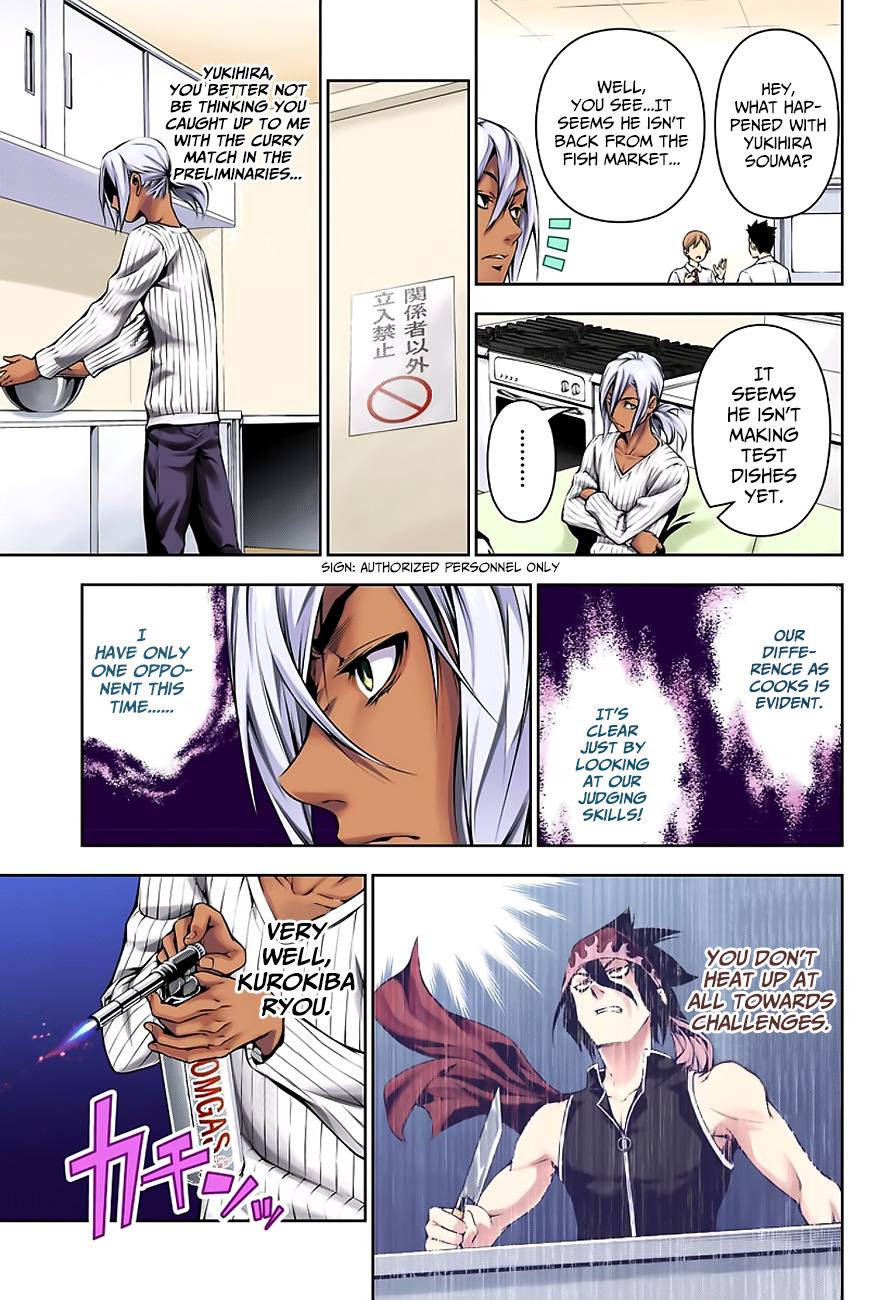 HEY,
WHAT HAP-
PENED WITH
YUKIHIRA
SOUMA?
WELL,
YOU SEE...IT
SEEMS HE ISN'T
BACK FROM THE
FISH MARKET...
関係者以外
立入禁止
YUKIHIRA,
YOU BETTER NOT
BE THINKING YOU
CAUGHT UP TO ME
WITH THE CURRY
MATCH IN THE
PRELIMINARIES...
IT
SEEMS
HE ISN'T
MAKING
TEST
DISHES
YET.
.........
SIGN: AUTHORIZED PERSONNEL ONLY
OUR
DIFFE-
RENCE AS
COOKS IS
EVIDENT.
IT'S
CLEAR
JUST BY
LOOKING
AT OUR
JUDGING
SKILLS!
I
HAVE ONLY
ONE OPPO-
NENT THIS
TIME......
YOU DON'T
HEAT UP AT
ALL TOWARDS
CHALLENGES.
VERY
WELL,
KUROKIBA
RYOU.
OMGAS
カチンッ